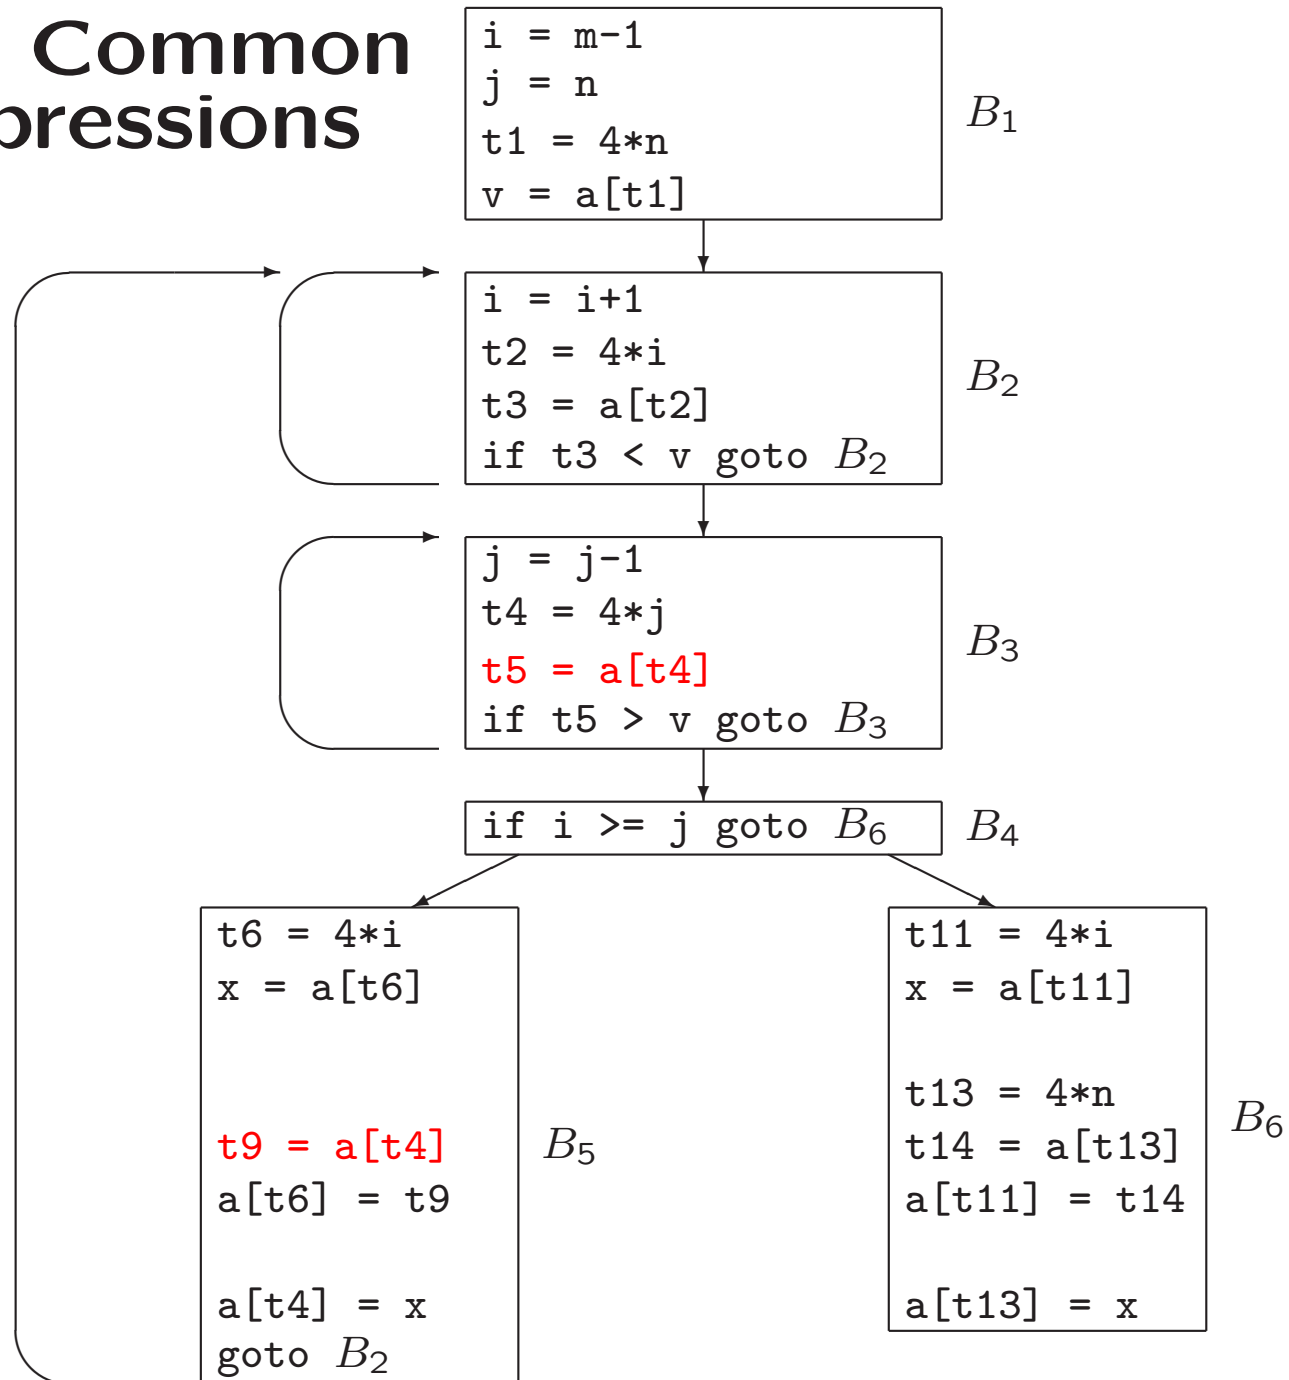 Common
pressions
i = m-1
j = n
t1 = 4*n
v = a[t1]
B1
i = i+1
t2 = 4*i
t3 = a[t2]
if t3 < v goto B2
B2
j = j-1
t4 = 4*j
t5 = a[t4]
if t5 > v goto B3
B3
if i >= j goto B6
B4
t6 = 4*i
x = a[t6]
t9 = a[t4]
a[t6] = t9
a[t4] = x
goto B2
B5
t11 = 4*i
x = a[t11]
t13 = 4*n
t14 = a[t13]
a[t11] = t14
a[t13] = x
B6